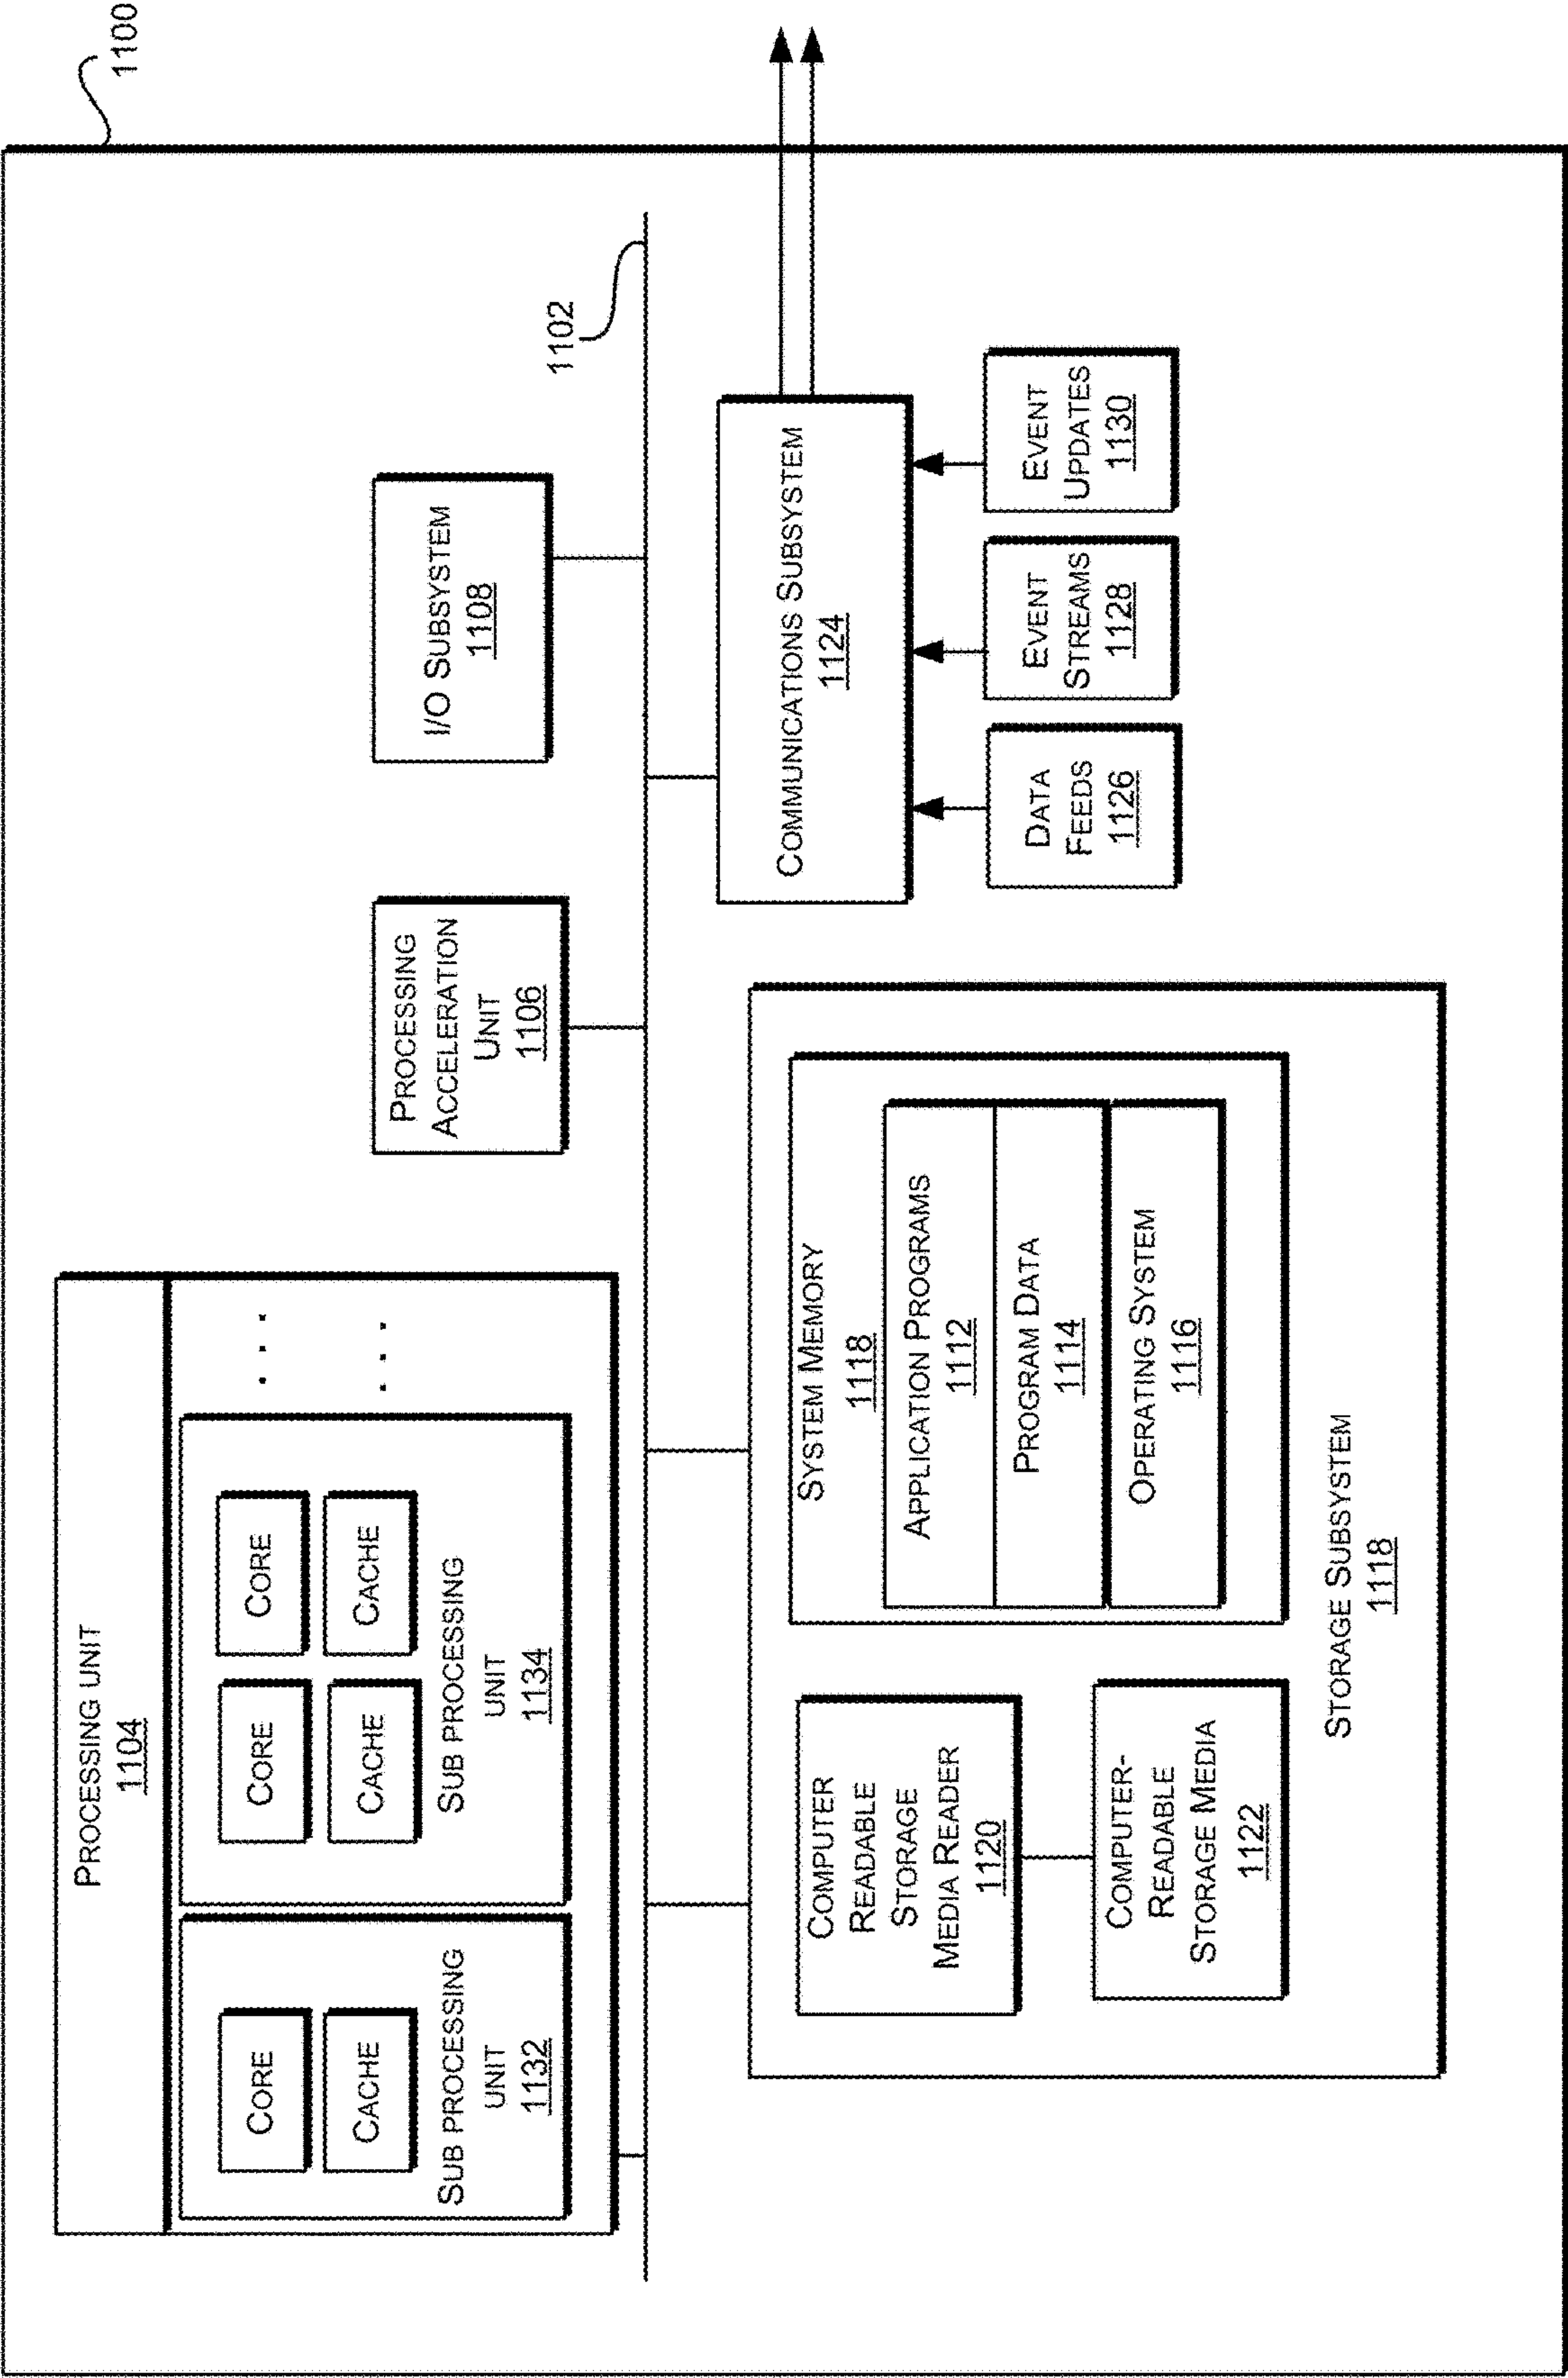 1100
PROCESSING UNIT
1104
CORE
CACHE
SUB PROCESSING
UNIT
1132
CORE
CORE
CACHE
CACHE
SUB PROCESSING
UNIT
1134
. . .
. . .
PROCESSING
ACCELERATION
UNIT
1106
I/O SUBSYSTEM
1108
1102
COMPUTER
READABLE
STORAGE
MEDIA READER
1120
COMPUTER-
READABLE
STORAGE MEDIA
1122
SYSTEM MEMORY
1118
APPLICATION PROGRAMS
1112
PROGRAM DATA
1114
OPERATING SYSTEM
1116
STORAGE SUBSYSTEM
1118
COMMUNICATIONS SUBSYSTEM
1124
DATA
FEEDS
1126
EVENT
STREAMS
1128
EVENT
UPDATES
1130